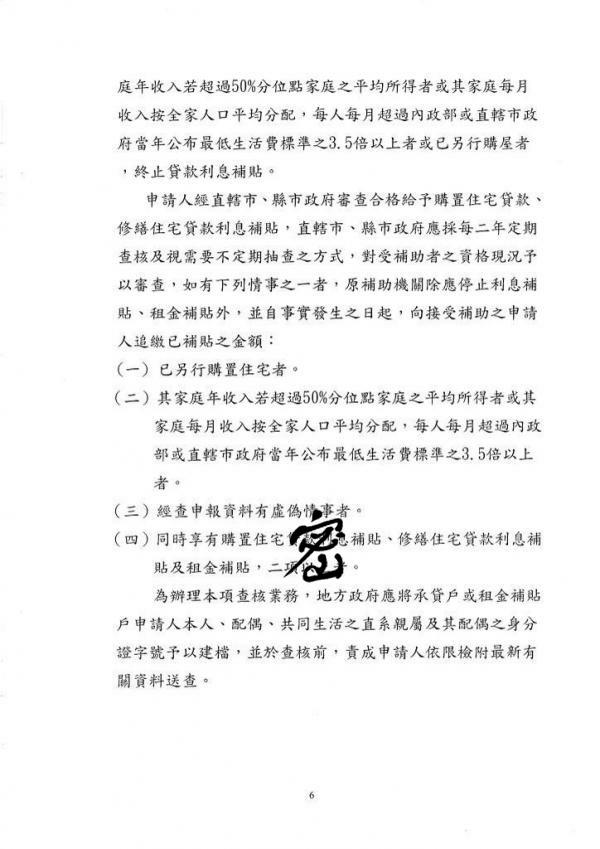 庭年收入若超過50%分位點家庭之平均所得者或其家庭每月
收入按全家人口平均分配，每人每月超過內政部或直轄市政
府當年公布最低生活費標準之3.5倍以上者或已另行購屋者
，終止貸款利息補貼。
申請人經直轄市、縣市政府審查合格給予購置住宅貸款、
修繕住宅貸款利息補貼，直轄市、縣市政府應採每二年定期
查核及視需要不定期抽查之方式，對受補助者之資格現況予
以審查，如有下列情事之一者，原補助機關除應停止利息補
貼、租金補貼外，並自事實發生之日起，向接受補助之申請
人追繳已補貼之金額：
(一) 已另行購置住宅者。
(二) 其家庭年收入若超過50%分位點家庭之平均所得者或其
家庭每月收入按全家人口平均分配，每人每月超過內政
部或直轄市政府當年公布最低生活費標準之3.5倍以上
者。
(三) 經查申報資料有虛偽情事者。
(四) 同時享有購置住宅貸款利息補貼、修繕住宅貸款利息補
貼及租金補貼，二項以者。
密
為辦理本項查核業務，地方政府應將承貸戶或租金補貼
戶申請人本人、配偶、共同生活之直系親屬及其配偶之身分
證字號予以建檔，並於查核前，責成申請人依限檢附最新有
關資料送查。
6